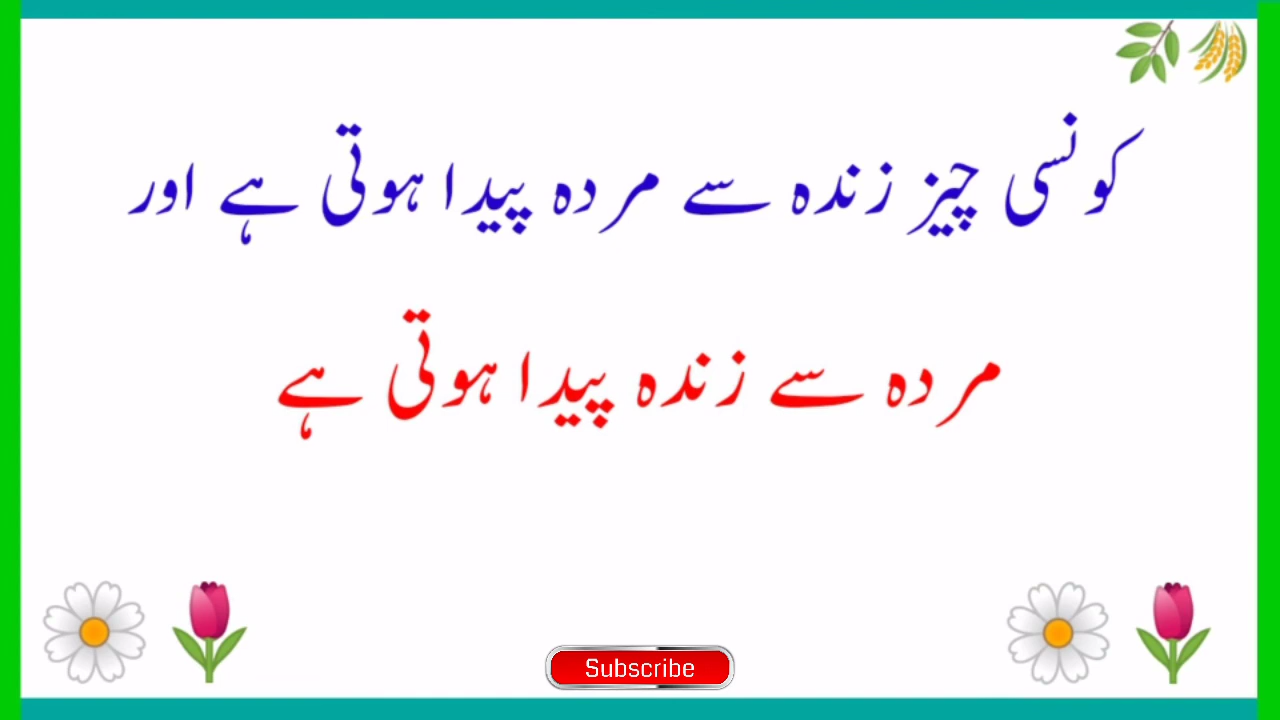 کونسی چیز زندہ سے مردہ پیدا ہوتی ہے اور
مردہ سے زندہ پیدا ہوتی ہے
Subscribe